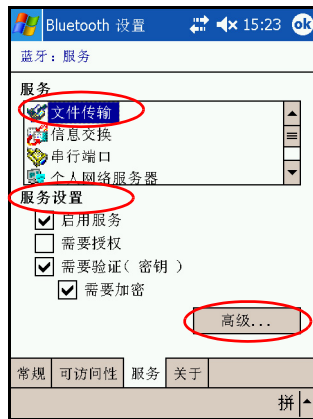 Bluetooth 设置 15:23 ok
蓝牙: 服务
服务
文件传输
信息交换
串行端口
个人网络服务器
服务设置
启用服务
需要授权
需要验证( 密钥 )
需要加密
高级...
常规 可访问性 服务 关于
拼